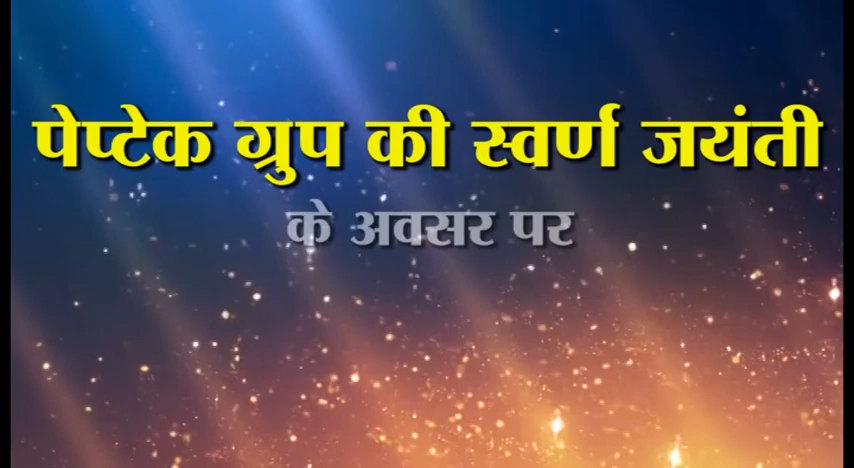 पेप्टेक ग्रुप की स्वर्ण जयंती
के अवसर पर